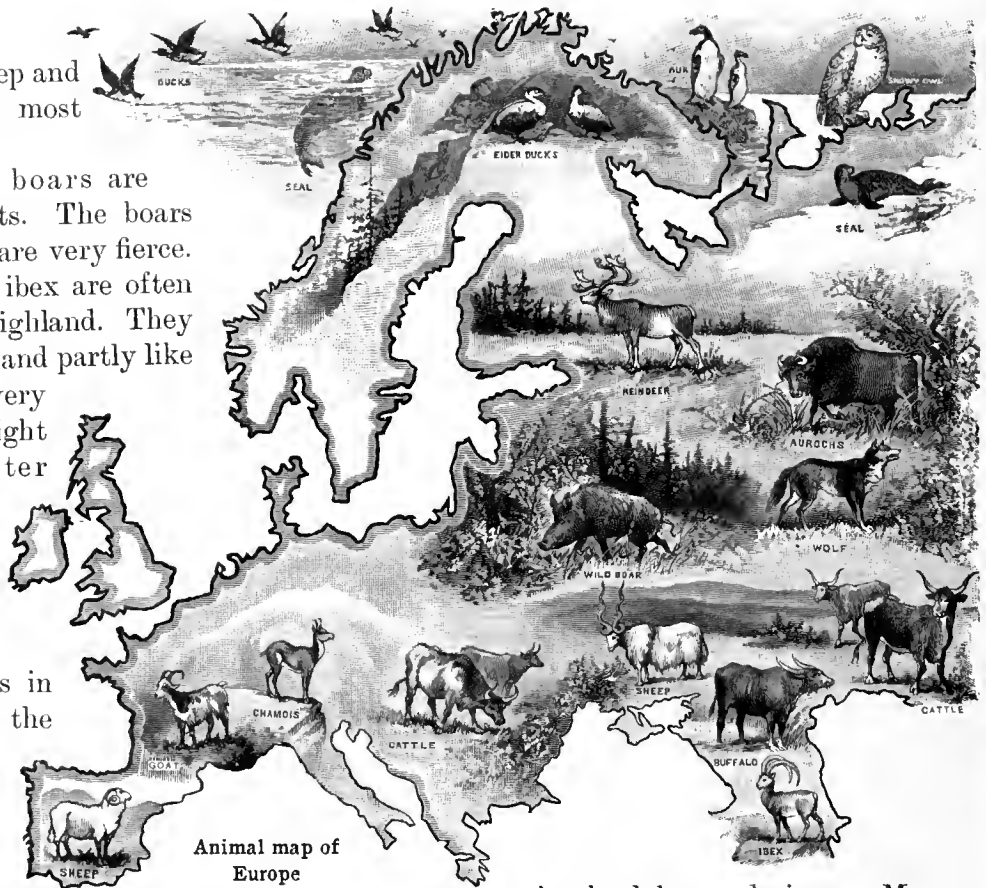 ep and
most
boars are
ts. The boars
are very fierce.
ibex are often
ighland. They
and partly like
very
ight
ter
s in
the
DUCKS
SEAL
EIDER DUCKS
AUK
SNOWY OWL
SEAL
REINDEER
AUROCHS
WOLF
WILD BOAR
SHEEP
CATTLE
BUFFALO
IBEX
CHAMOIS
GOAT
CATTLE
SHEEP
Animal map of
Europe